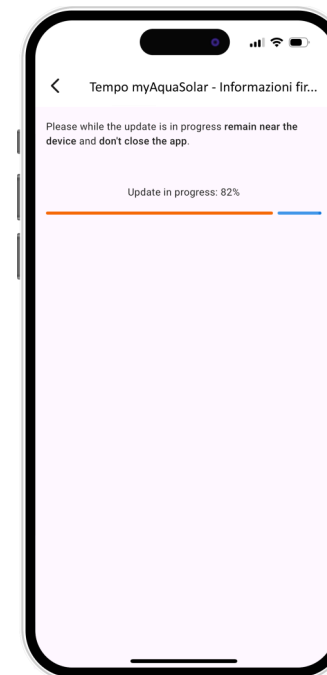 Tempo myAquaSolar - Informazioni fir...
Please while the update is in progress remain near the
device and don't close the app.
Update in progress: 82%